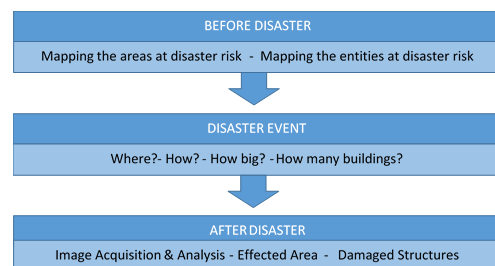 BEFORE DISASTER
Mapping the areas at disaster risk - Mapping the entities at disaster risk
DISASTER EVENT
Where?- How? - How big? -How many buildings?
AFTER DISASTER
Image Acquisition & Analysis - Effected Area - Damaged Structures